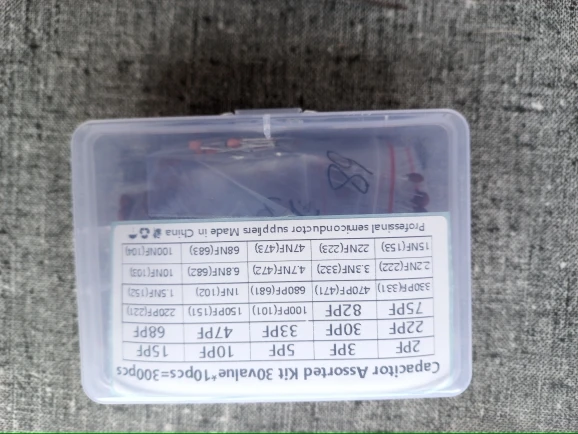 Capacitor Assorted Kit 30value*10pcs=300pcs
2PF 3PF 5PF 10PF 15PF
22PF 30PF 33PF 47PF 68PF
75PF 82PF 100PF(101) 150PF(151) 220PF(221)
330PF(331) 470PF(471) 680PF(681) 1NF(102) 1.5NF(152)
2.2NF(222) 3.3NF(332) 4.7NF(472) 6.8NF(682) 10NF(103)
15NF(153) 22NF(223) 47NF(473) 68NF(683) 100NF(104)
Professinal semiconductor suppliers Made in China